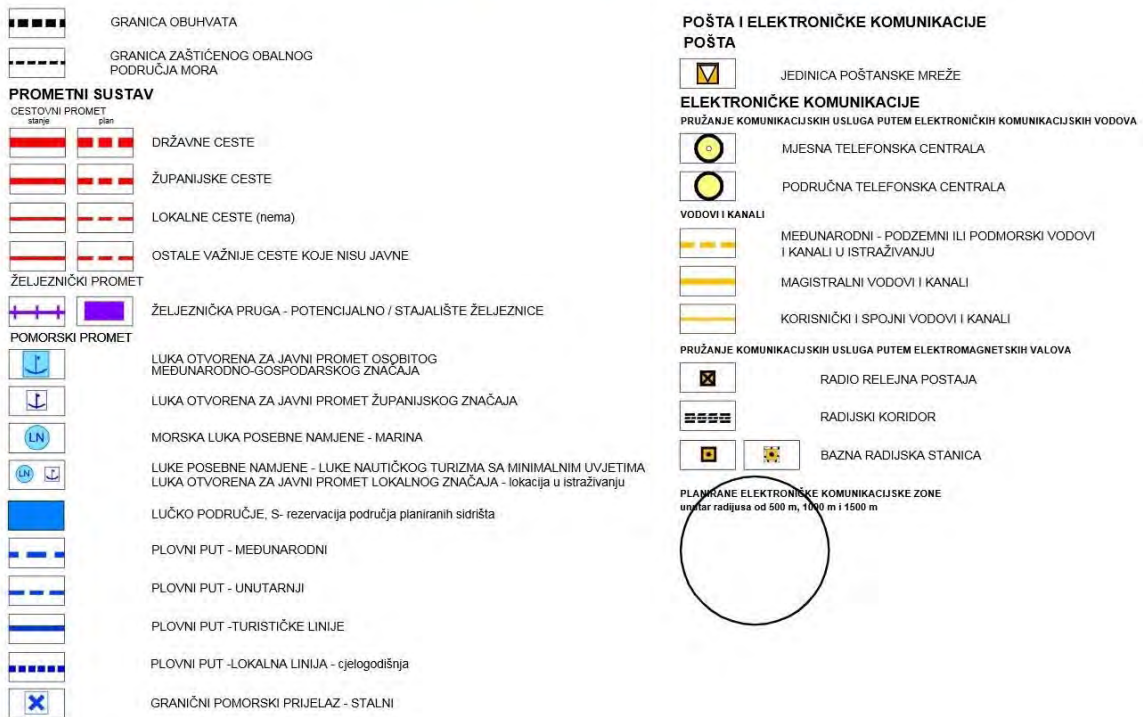 GRANICA OBUHVATA
GRANICA ZAŠTIĆENOG OBALNOG
PODRUČJA MORA
PROMETNI SUSTAV
CESTOVNI PROMET
stanje plan
DRŽAVNE CESTE
ŽUPANIJSKE CESTE
LOKALNE CESTE (nema)
OSTALE VAŽNIJE CESTE KOJE NISU JAVNE
ŽELJEZNIČKI PROMET
ŽELJEZNIČKA PRUGA - POTENCIJALNO / STAJALIŠTE ŽELJEZNICE
POMORSKI PROMET
LUKA OTVORENA ZA JAVNI PROMET OSOBITOG
MEĐUNARODNO-GOSPODARSKOG ZNAČAJA
LUKA OTVORENA ZA JAVNI PROMET ŽUPANIJSKOG ZNAČAJA
LN
MORSKA LUKA POSEBNE NAMJENE - MARINA
LN
LUKE POSEBNE NAMJENE - LUKE NAUTIČKOG TURIZMA SA MINIMALNIM UVJETIMA
LUKA OTVORENA ZA JAVNI PROMET LOKALNOG ZNAČAJA - lokacija u istraživanju
LUČKO PODRUČJE, S- rezervacija područja planiranih sidrišta
PLOVNI PUT - MEĐUNARODNI
PLOVNI PUT - UNUTARNJI
PLOVNI PUT -TURISTIČKE LINIJE
PLOVNI PUT -LOKALNA LINIJA - cjelogodišnja
GRANIČNI POMORSKI PRIJELAZ - STALNI
POŠTA I ELEKTRONIČKE KOMUNIKACIJE
POŠTA
JEDINICA POŠTANSKE MREŽE
ELEKTRONIČKE KOMUNIKACIJE
PRUŽANJE KOMUNIKACIJSKIH USLUGA PUTEM ELEKTRONIČKIH KOMUNIKACIJSKIH VODOVA
MJESNA TELEFONSKA CENTRALA
PODRUČNA TELEFONSKA CENTRALA
VODOVI I KANALI
MEĐUNARODNI - PODZEMNI ILI PODMORSKI VODOVI
I KANALI U ISTRAŽIVANJU
MAGISTRALNI VODOVI I KANALI
KORISNIČKI I SPOJNI VODOVI I KANALI
PRUŽANJE KOMUNIKACIJSKIH USLUGA PUTEM ELEKTROMAGNETSKIH VALOVA
RADIO RELEJNA POSTAJA
RADIJSKI KORIDOR
BAZNA RADIJSKA STANICA
PLANIRANE ELEKTRONIČKE KOMUNIKACIJSKE ZONE
unutar radijusa od 500 m, 1000 m i 1500 m